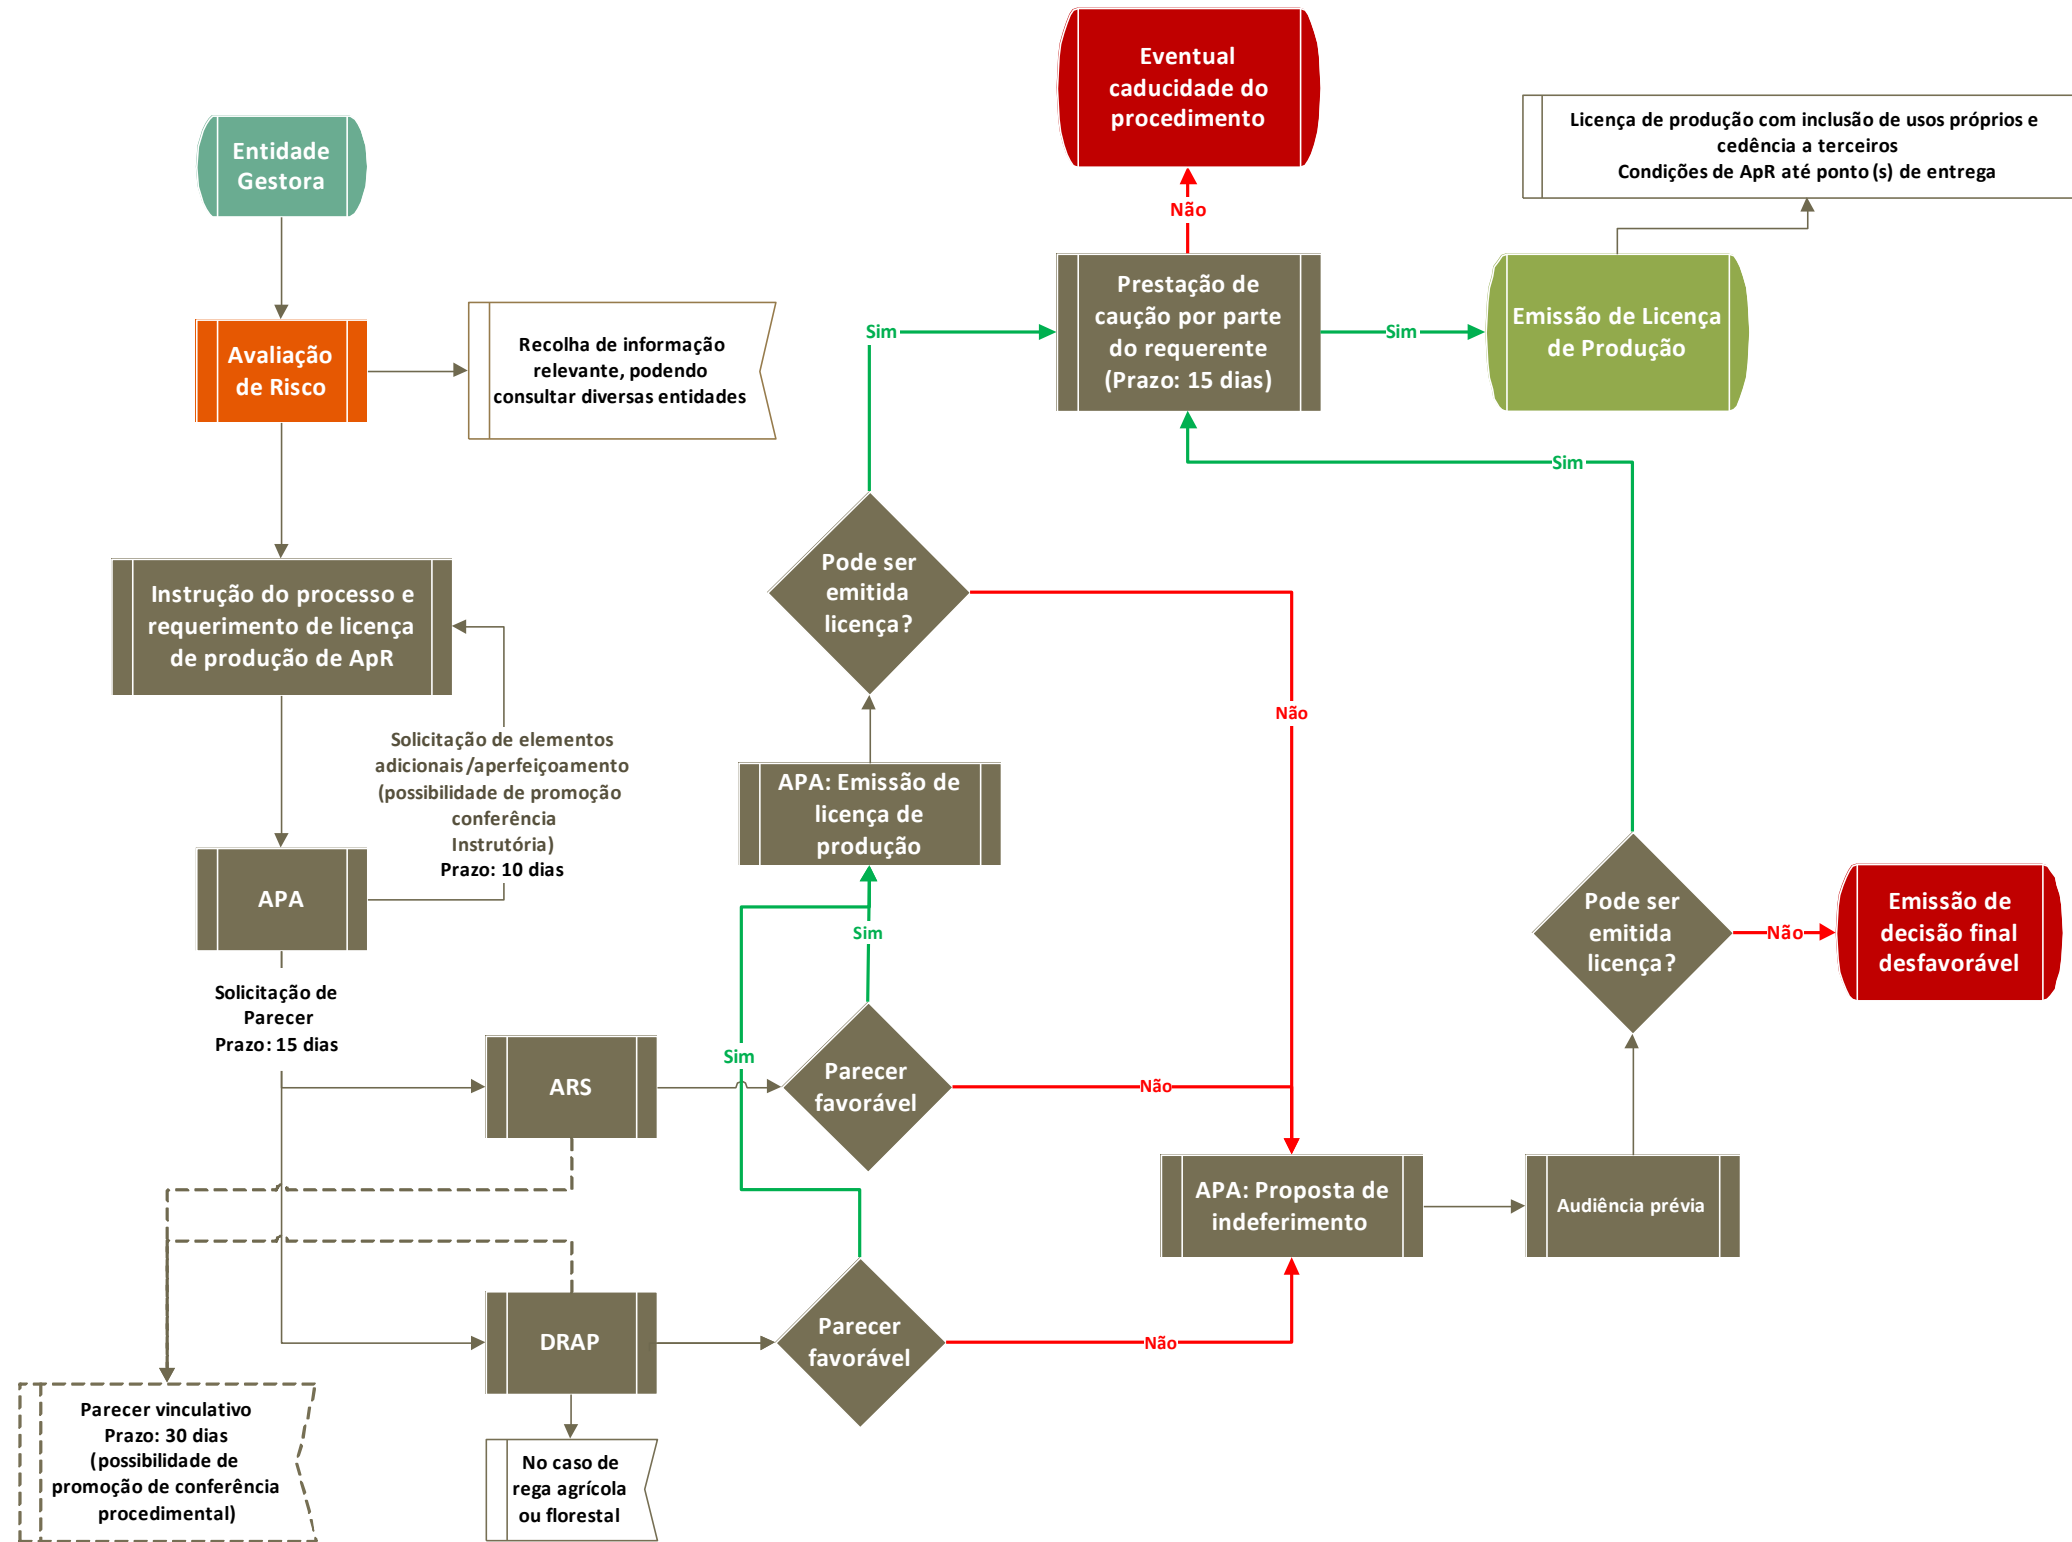 Eventual
caducidade do
procedimento
Licença de produção com inclusão de usos próprios e
cedência a terceiros
Condições de ApR até ponto (s) de entrega
Entidade
Gestora
Não
Prestação de
caução por parte
do requerente
(Prazo: 15 dias)
Sim
Sim
Emissão de Licença
de Produção
Avaliação
de Risco
Recolha de informação
relevante, podendo
consultar diversas entidades
Sim
Pode ser
emitida
licença?
Instrução do processo e
requerimento de licença
de produção de ApR
Não
Solicitação de elementos
adicionais/aperfeiçoamento
(possibilidade de promoção
conferência
Instrutória)
Prazo: 10 dias
APA: Emissão de
licença de
produção
APA
Sim
Pode ser
emitida
licença?
Não
Emissão de
decisão final
desfavorável
Solicitação de
Parecer
Prazo: 15 dias
Sim
ARS
Parecer
favorável
Não
APA: Proposta de
indeferimento
Audiência prévia
DRAP
Parecer
favorável
Não
Parecer vinculativo
Prazo: 30 dias
(possibilidade de
promoção de conferência
procedimental)
No caso de
rega agrícola
ou florestal